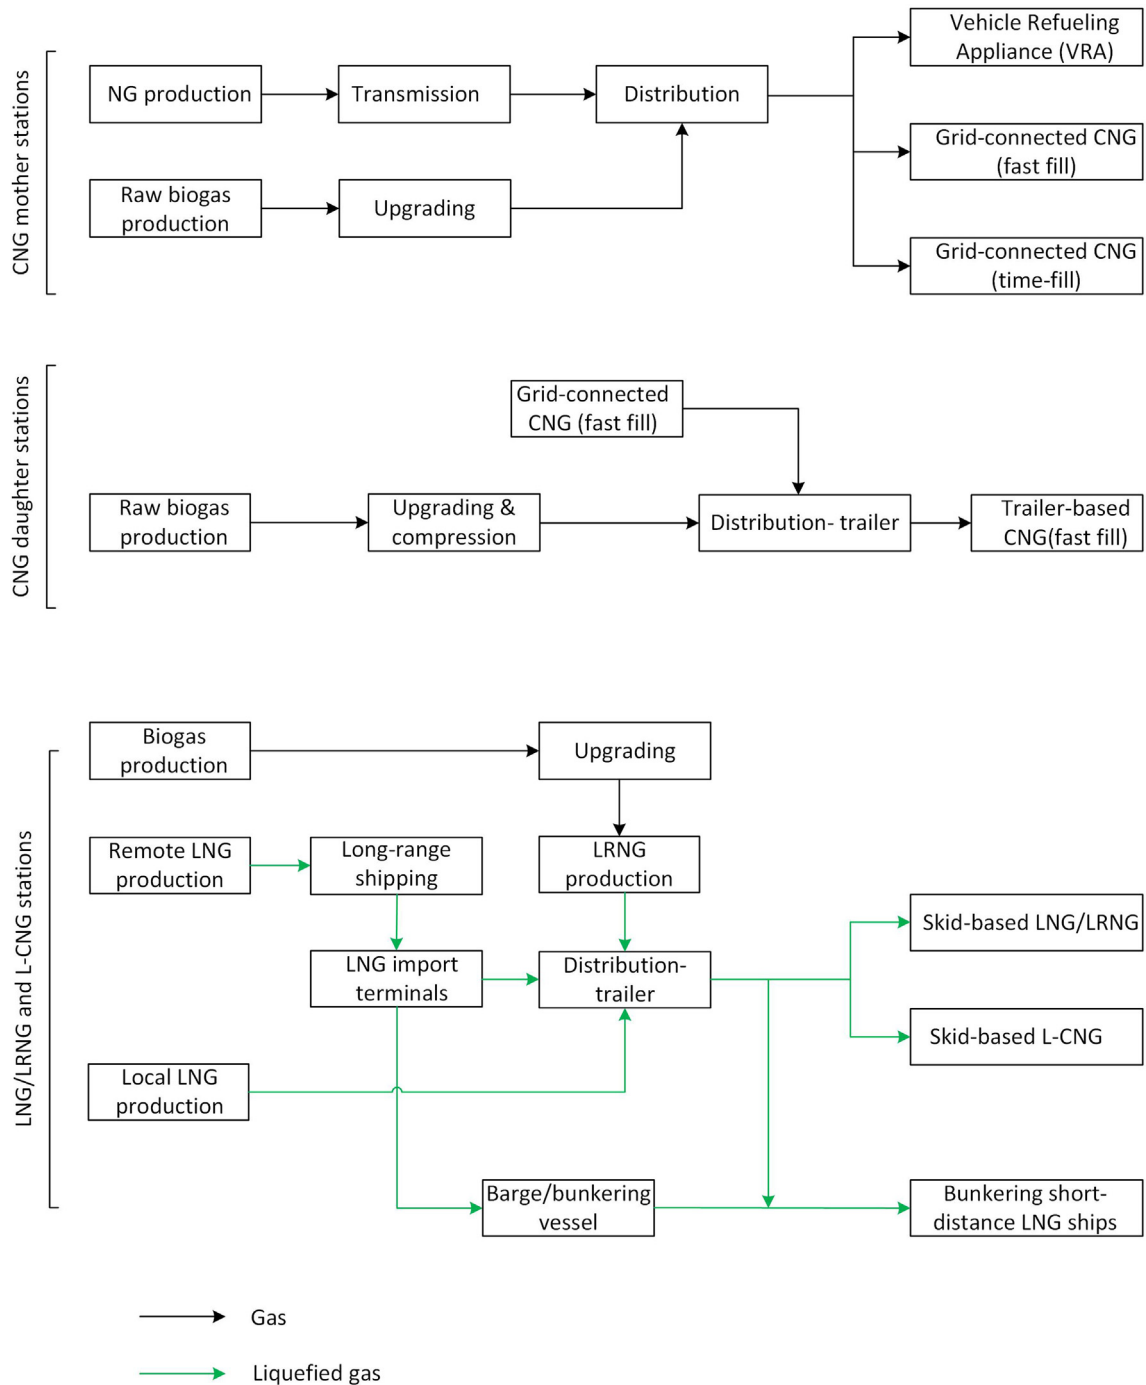 CNG mother stations
Vehicle Refueling
Appliance (VRA)
NG production
Transmission
Distribution
Grid-connected CNG
(fast fill)
Raw biogas
production
Upgrading
Grid-connected CNG
(time-fill)
CNG daughter stations
Grid-connected
CNG (fast fill)
Raw biogas
production
Upgrading &
compression
Distribution- trailer
Trailer-based
CNG(fast fill)
LNG/LRNG and L-CNG stations
Biogas
production
Upgrading
Remote LNG
production
Long-range
shipping
LRNG
production
Skid-based LNG/LRNG
LNG import
terminals
Distribution-
trailer
Skid-based L-CNG
Local LNG
production
Barge/bunkering
vessel
Bunkering short-
distance LNG ships
Gas
Liquefied gas